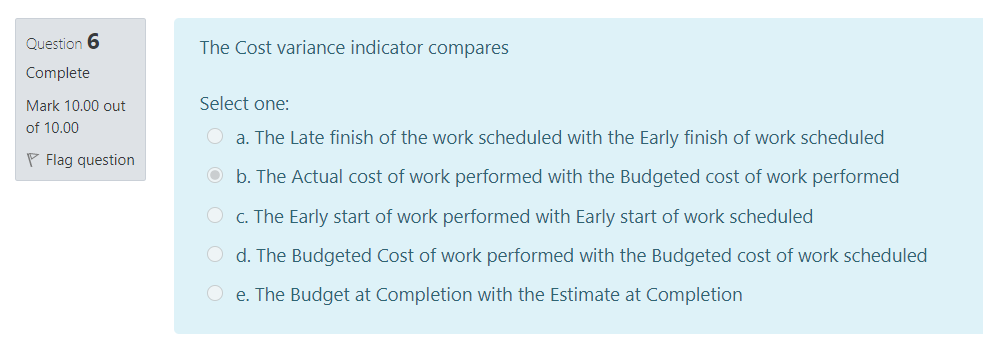 Question 6
Complete
Mark 10.00 out
of 10.00
Flag question
The Cost variance indicator compares
Select one:
a. The Late finish of the work scheduled with the Early finish of work scheduled
b. The Actual cost of work performed with the Budgeted cost of work performed
c. The Early start of work performed with Early start of work scheduled
d. The Budgeted Cost of work performed with the Budgeted cost of work scheduled
e. The Budget at Completion with the Estimate at Completion